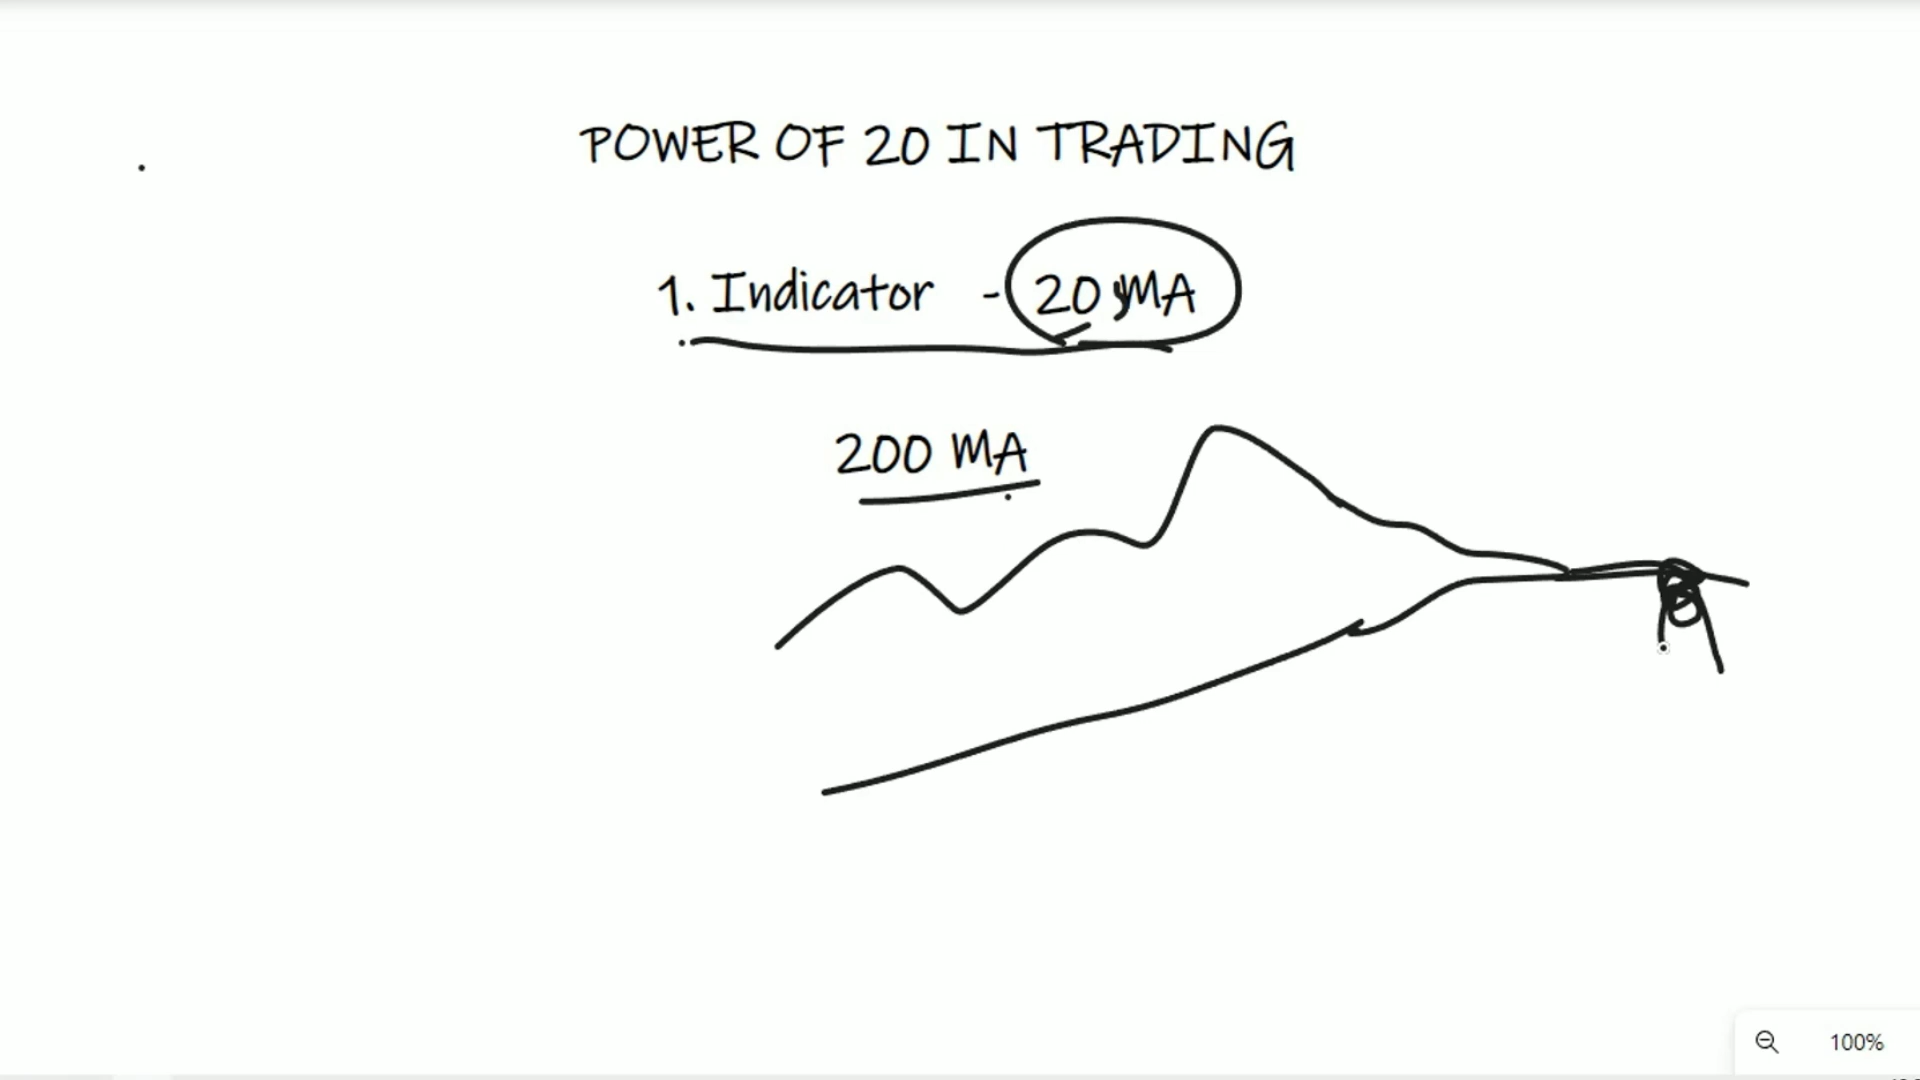 POWER OF 20 IN TRADING
1. Indicator - 20 MA
200 MA
100%